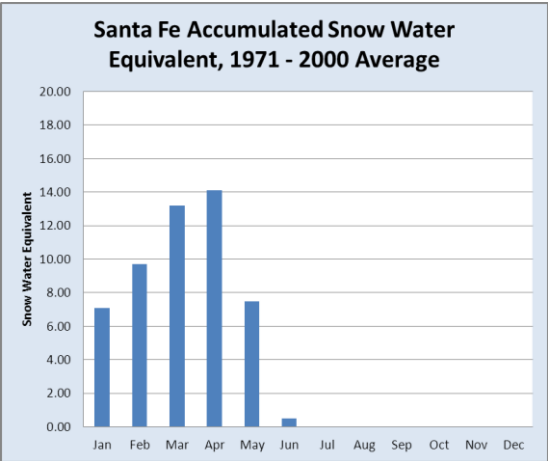 Santa Fe Accumulated Snow Water
Equivalent, 1971 - 2000 Average
20.00
18.00
16.00
14.00
12.00
10.00
8.00
6.00
4.00
2.00
0.00
Snow Water Equivalent
Jan Feb Mar Apr May Jun Jul Aug Sep Oct Nov Dec